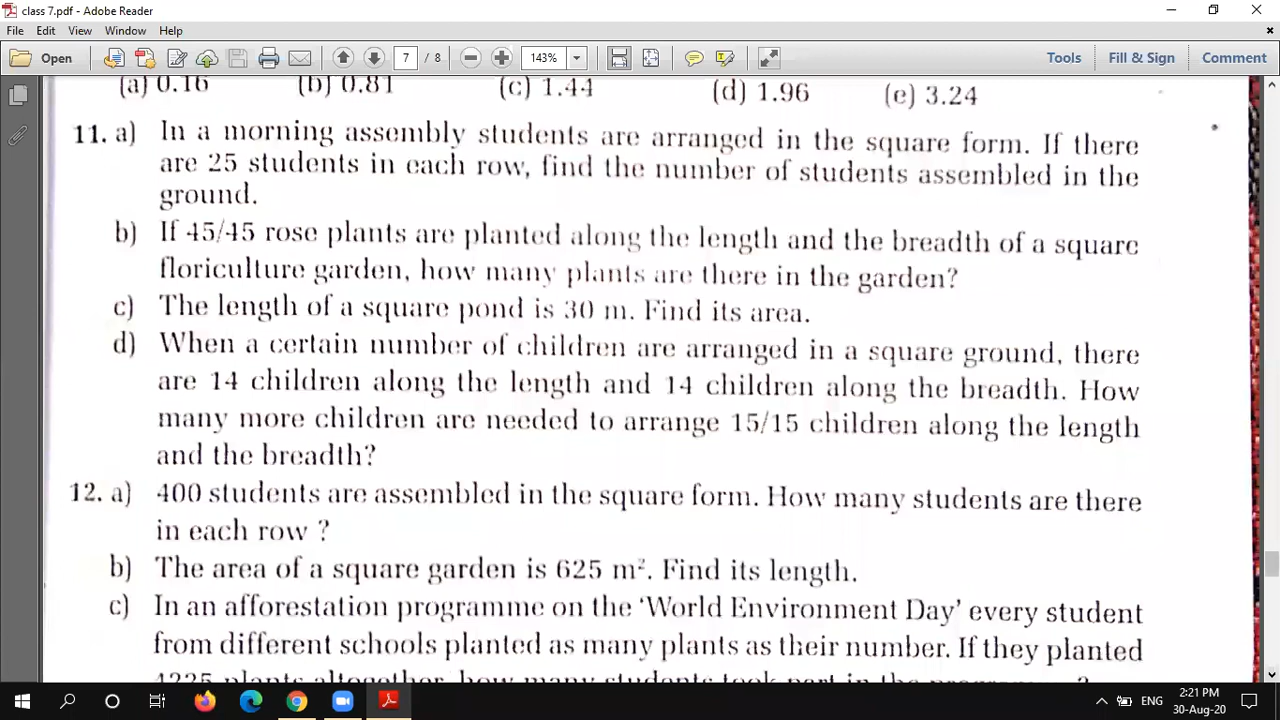 class 7.pdf - Adobe Reader
File Edit View Window Help
Open 7 / 8 143% Tools Fill & Sign Comment
(a) 0.16 (b) 0.81 (c) 1.44 (d) 1.96 (e) 3.24
11. a) In a morning assembly students are arranged in the square form. If there
are 25 students in each row, find the number of students assembled in the
ground.
b) If 45/45 rose plants are planted along the length and the breadth of a square
floriculture garden, how many plants are there in the garden?
c) The length of a square pond is 30 m. Find its area.
d) When a certain number of children are arranged in a square ground, there
are 14 children along the length and 14 children along the breadth. How
many more children are needed to arrange 15/15 children along the length
and the breadth?
12. a) 400 students are assembled in the square form. How many students are there
in each row ?
b) The area of a square garden is 625 m². Find its length.
c) In an afforestation programme on the 'World Environment Day' every student
from different schools planted as many plants as their number. If they planted
4225 plants altogether, how many students took part in the
ENG 2:21 PM
30-Aug-20